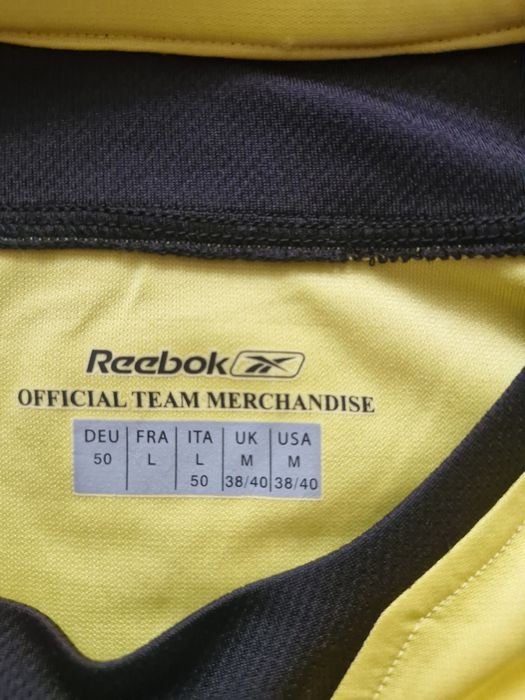 Reebok
OFFICIAL TEAM MERCHANDISE
DEU FRA ITA UK USA
50 L L M M
50 38/40 38/40